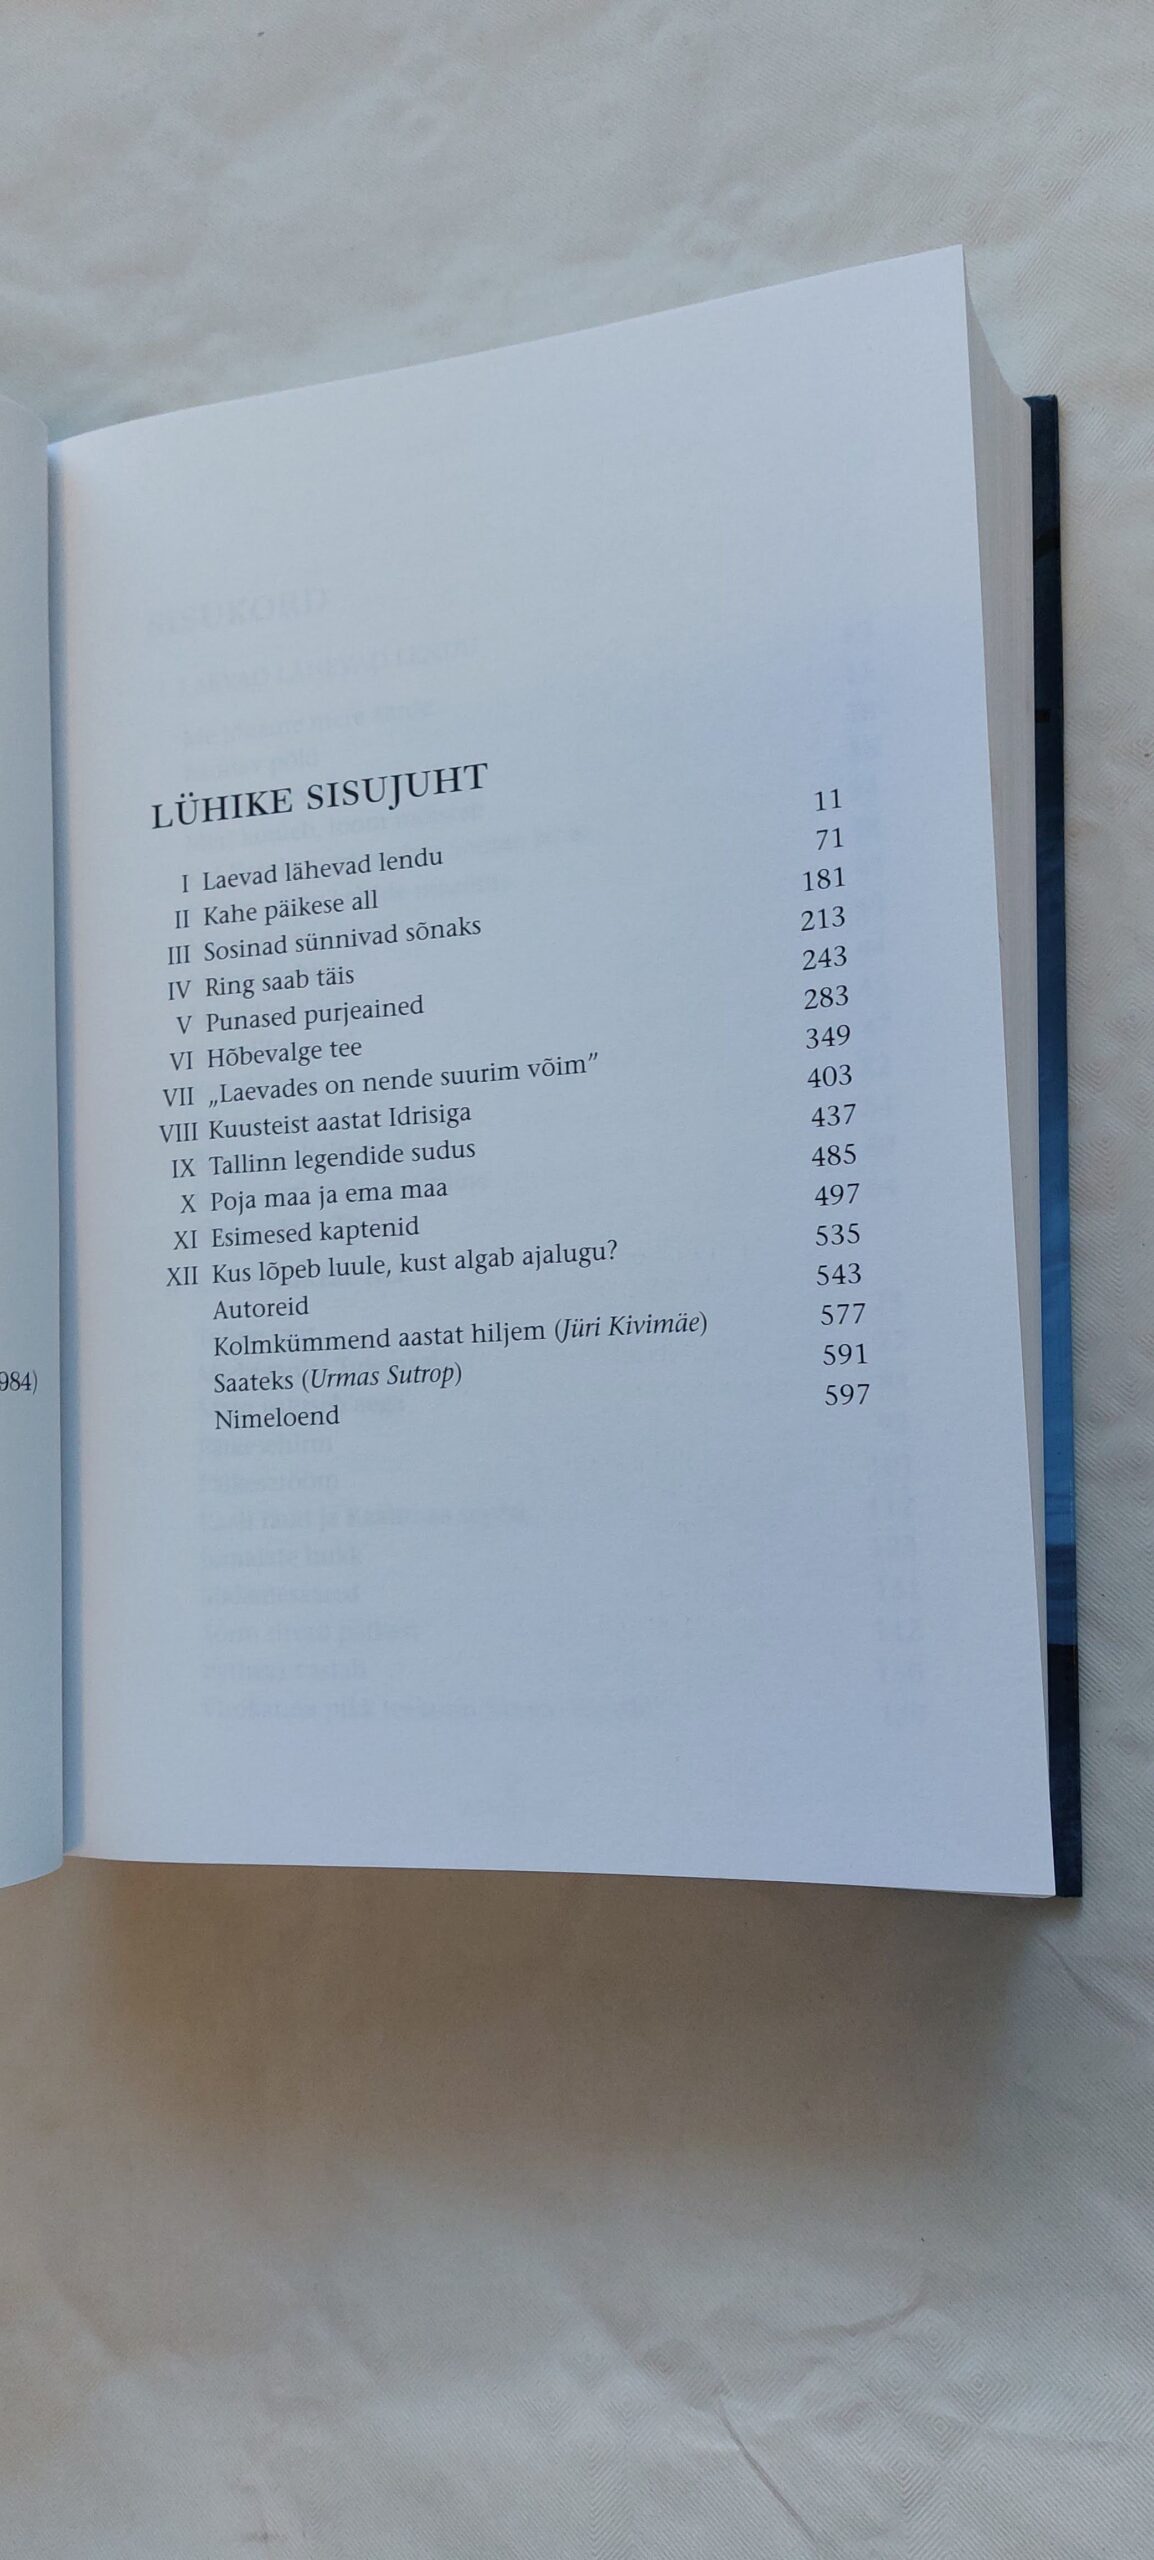 LÜHIKE SISUJUHT
I Laevad lähevad lendu 11
II Kahe päikese all 71
III Sosinad sünnivad sõnaks 181
IV Ring saab täis 213
V Punased purjeained 243
VI Hõbevalge tee 283
VII „Laevades on nende suurim võim” 349
VIII Kuusteist aastat Idrisiga 403
IX Tallinn legendide sudus 437
X Poja maa ja ema maa 485
XI Esimesed kaptenid 497
XII Kus lõpeb luule, kust algab ajalugu? 535
Autoreid 543
Kolmkümmend aastat hiljem (Jüri Kivimäe) 577
Saateks (Urmas Sutrop) 591
Nimeloend 597
984)